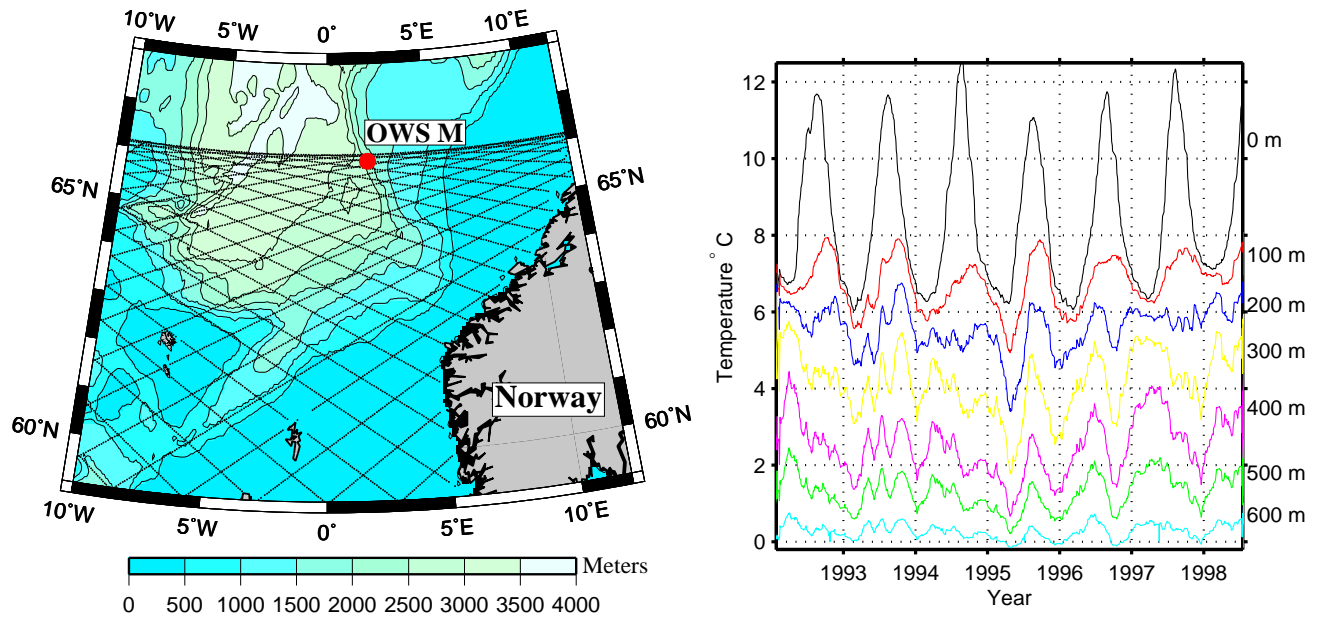 10°W 5°W 0° 5°E 10°E
OWS M
65°N 65°N
Norway
60°N 60°N
10°W 5°W 0° 5°E 10°E
Meters
0 500 1000 1500 2000 2500 3000 3500 4000
Temperature ° C
12
10
8
6
4
2
0
0 m
100 m
200 m
300 m
400 m
500 m
600 m
1993 1994 1995 1996 1997 1998
Year